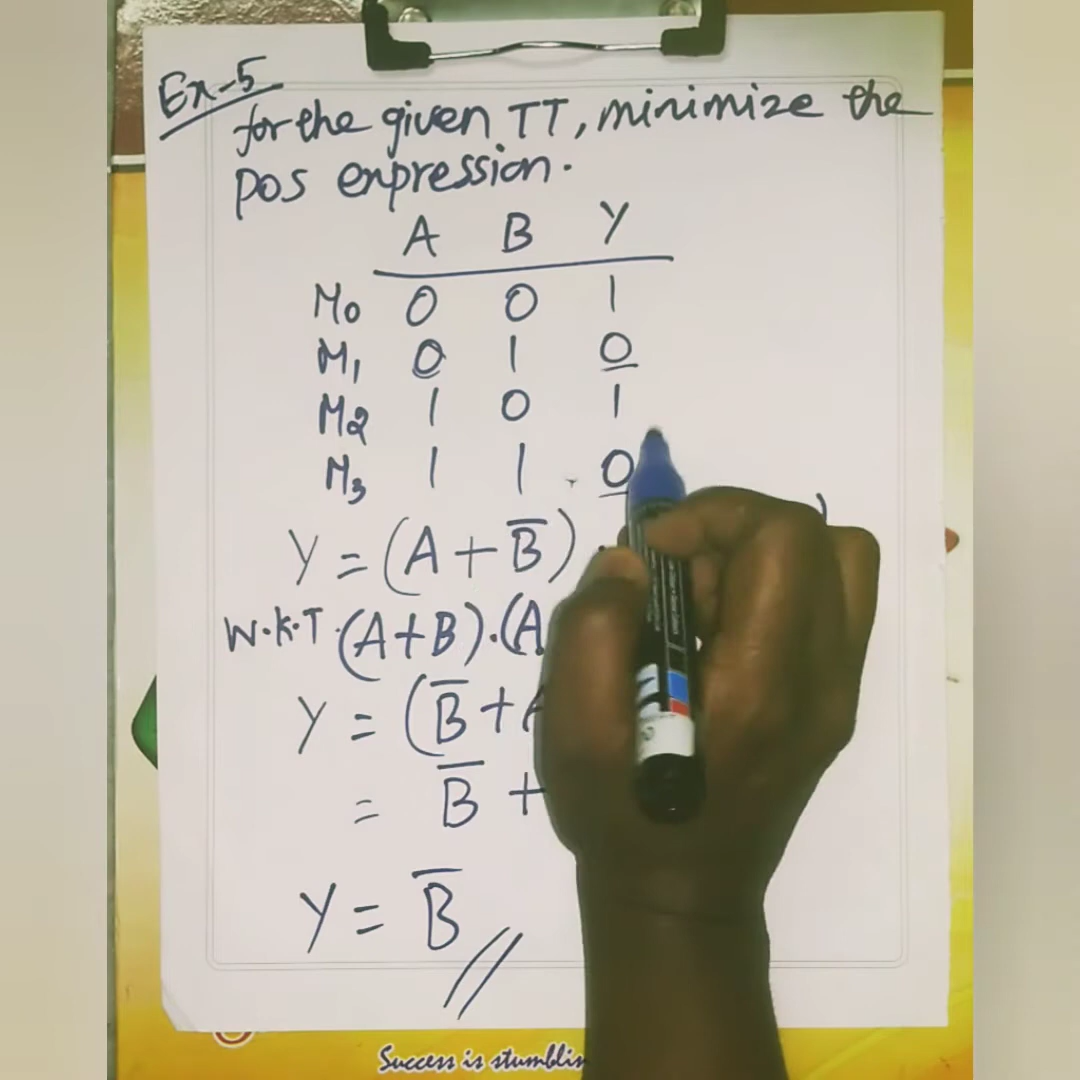 Ex-5
for the given TT, minimize the
POS expression.
A B Y
M0 0 0 1
M1 0 1 0
M2 1 0 1
M3 1 1 0
Y = (A + B̅) .
W.K.T. (A+B).(A
Y = (B̅ +
= B̅ +
Y = B̅ //
Success is